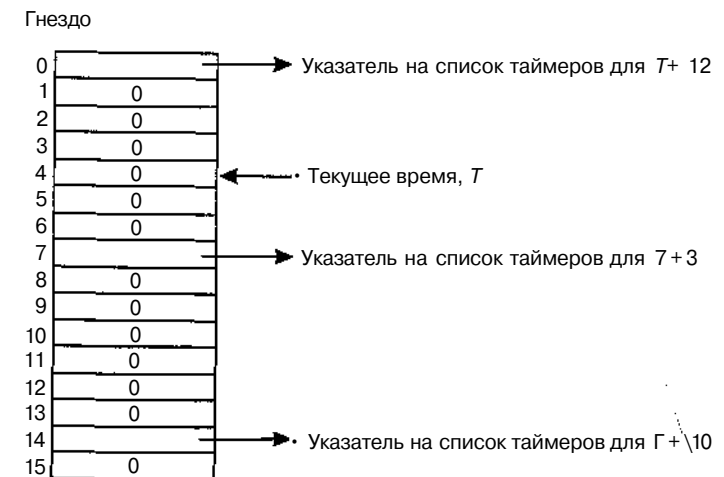 Гнездо
0 Указатель на список таймеров для T+ 12
1 0
2 0
3 0
4 0 Текущее время, T
5 0
6 0
7 Указатель на список таймеров для 7+3
8 0
9 0
10 0
11 0
12 0
13 0
14 Указатель на список таймеров для Г+\10
15 0